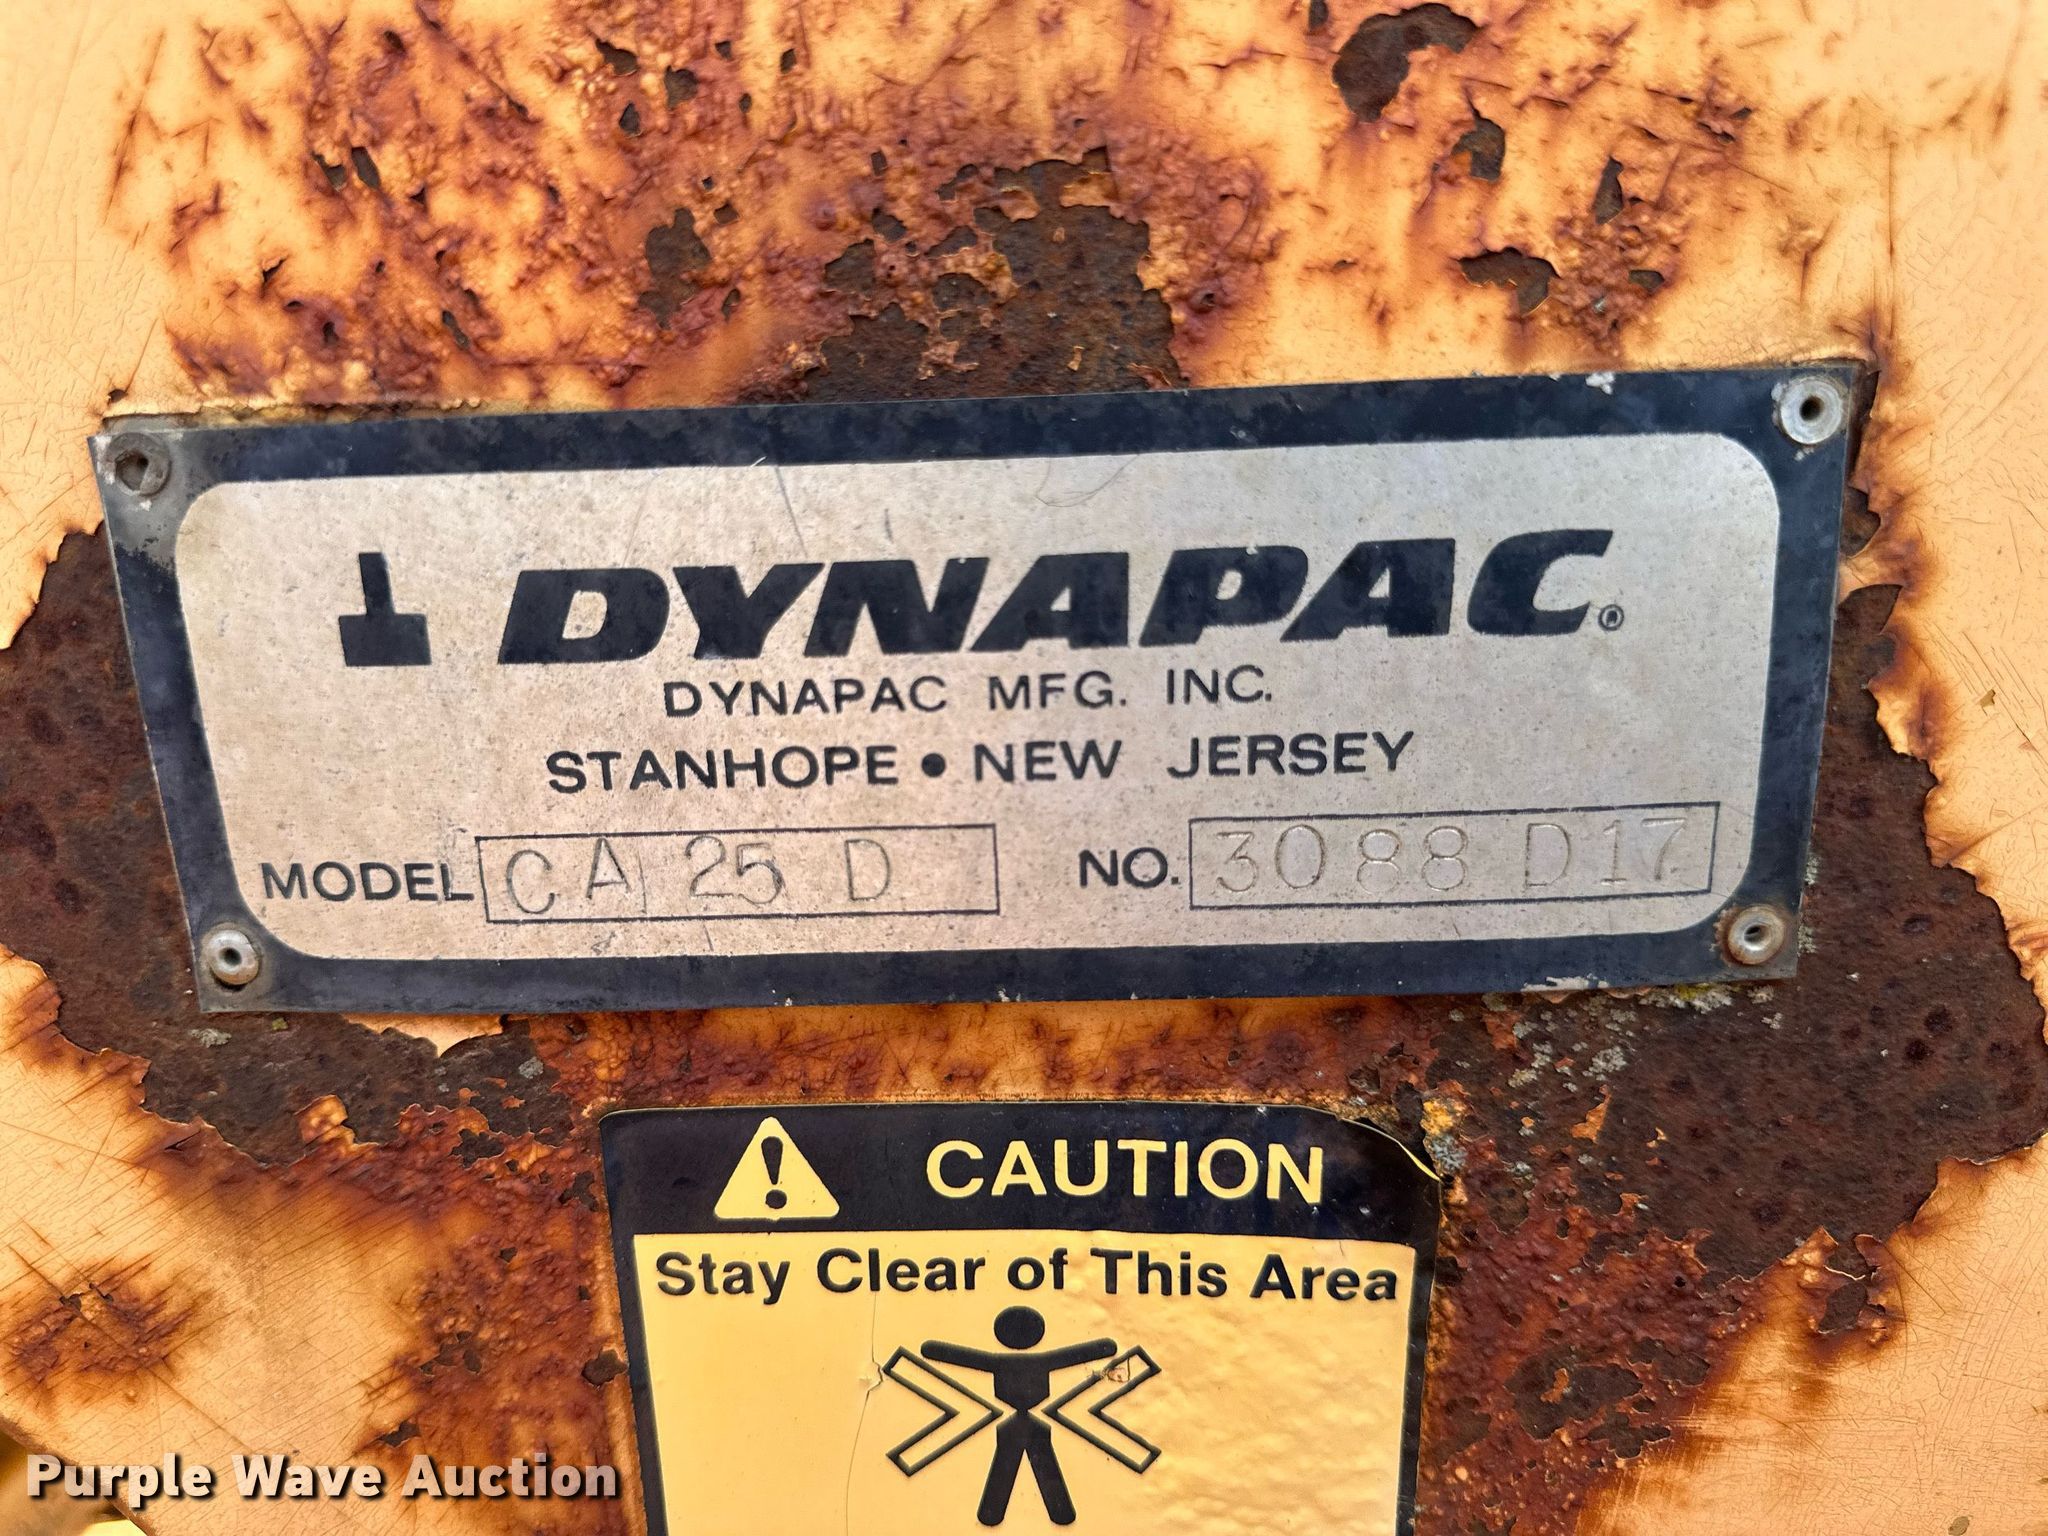 DYNAPAC®
DYNAPAC MFG. INC.
STANHOPE • NEW JERSEY
MODEL CA 25 D NO. 3088 D17
CAUTION
Stay Clear of This Area
Purple Wave Auction